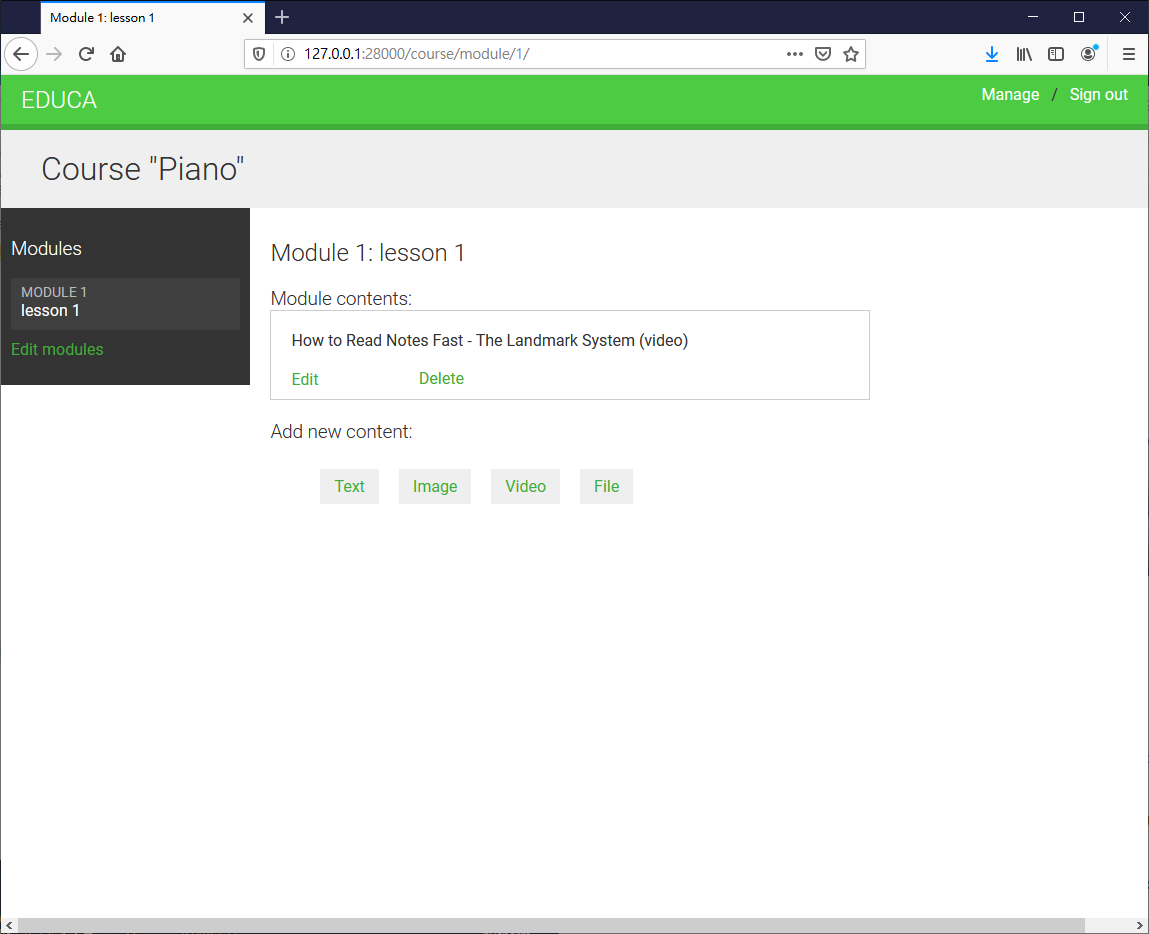 Module 1: lesson 1
127.0.0.1:28000/course/module/1/
EDUCA
Manage / Sign out
Course "Piano"
Modules
MODULE 1
lesson 1
Edit modules
Module 1: lesson 1
Module contents:
How to Read Notes Fast - The Landmark System (video)
Edit Delete
Add new content:
Text Image Video File